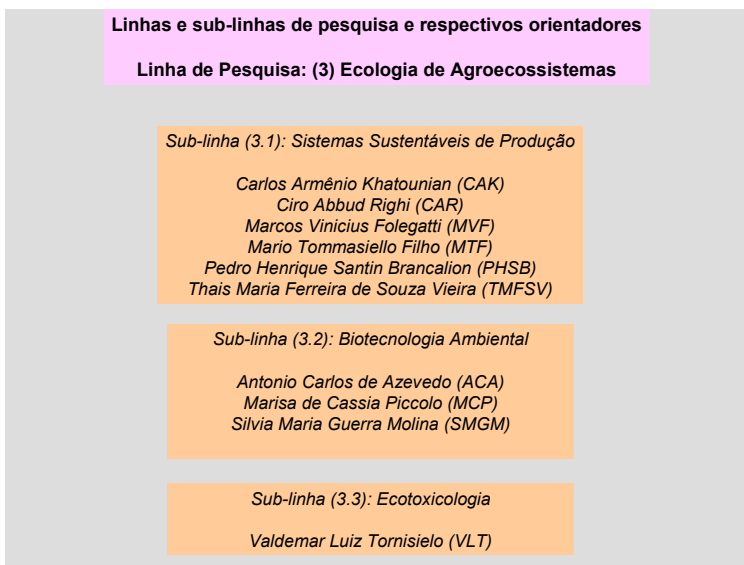 Linhas e sub-linhas de pesquisa e respectivos orientadores
Linha de Pesquisa: (3) Ecologia de Agroecossistemas
Sub-linha (3.1): Sistemas Sustentáveis de Produção
Carlos Armênio Khatounian (CAK)
Ciro Abbud Righi (CAR)
Marcos Vinicius Folegatti (MVF)
Mario Tommasiello Filho (MTF)
Pedro Henrique Santin Brancalion (PHSB)
Thais Maria Ferreira de Souza Vieira (TMFSV)
Sub-linha (3.2): Biotecnologia Ambiental
Antonio Carlos de Azevedo (ACA)
Marisa de Cassia Piccolo (MCP)
Silvia Maria Guerra Molina (SMGM)
Sub-linha (3.3): Ecotoxicologia
Valdemar Luiz Tornisielo (VLT)